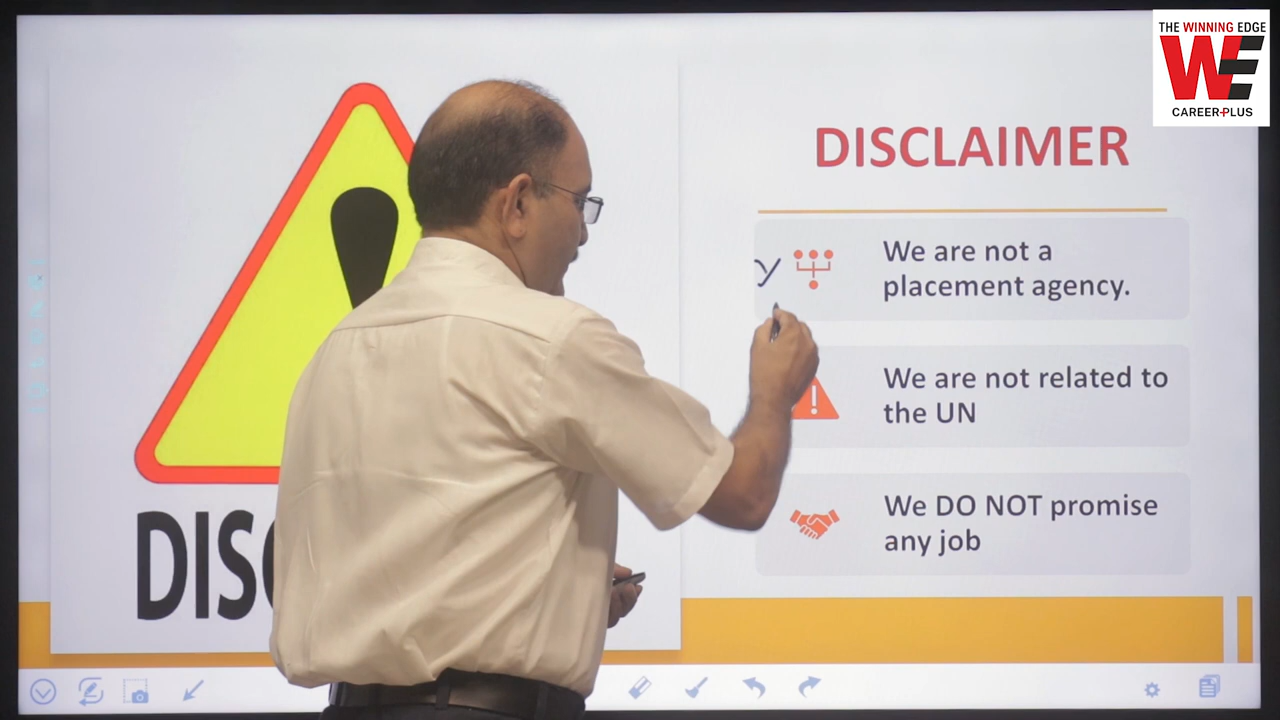 THE WINNING EDGE
WE
CAREER PLUS
DISCLAIMER
We are not a
placement agency.
We are not related to
the UN
We DO NOT promise
any job
DISC